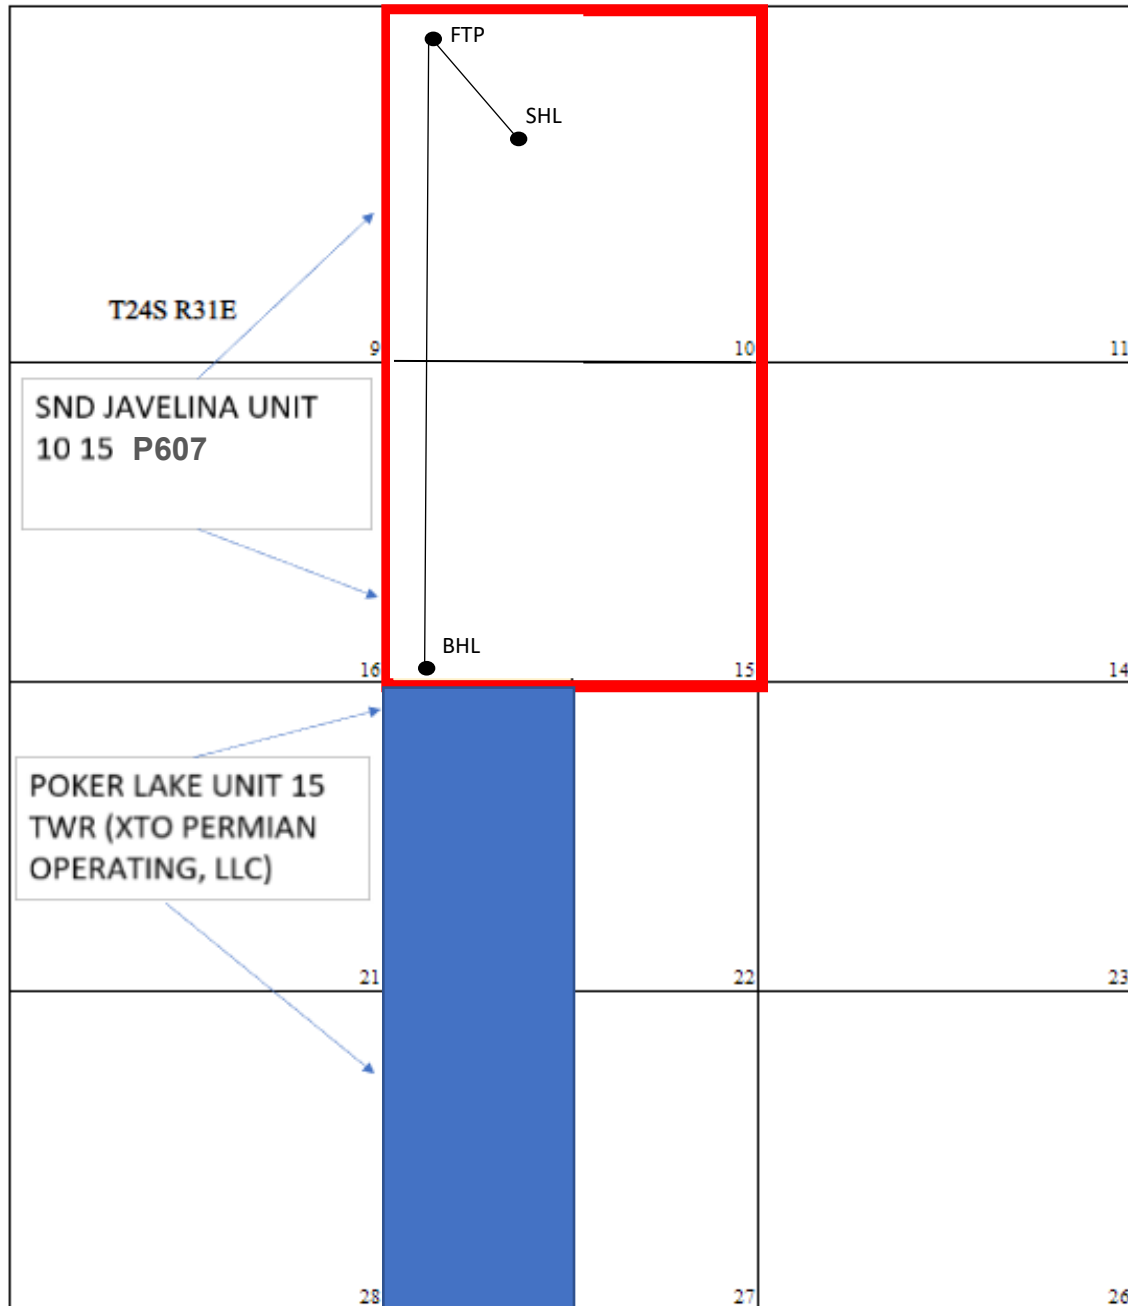 FTP
SHL
T24S R31E
9
10
11
SND JAVELINA UNIT
10 15 P607
BHL
16
15
14
POKER LAKE UNIT 15
TWR (XTO PERMIAN
OPERATING, LLC)
21
22
23
28
27
26